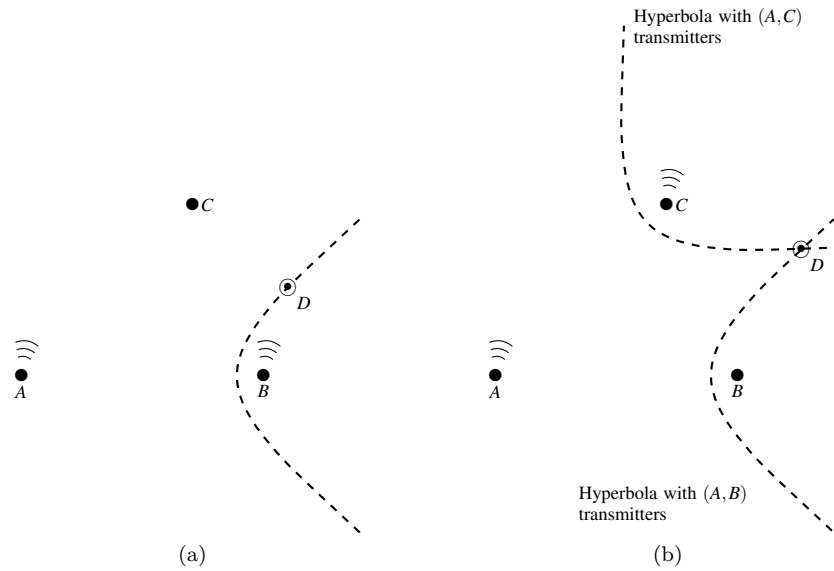 C
D
A
B
(a)
Hyperbola with (A,C)
transmitters
C
D
A
B
Hyperbola with (A,B)
transmitters
(b)